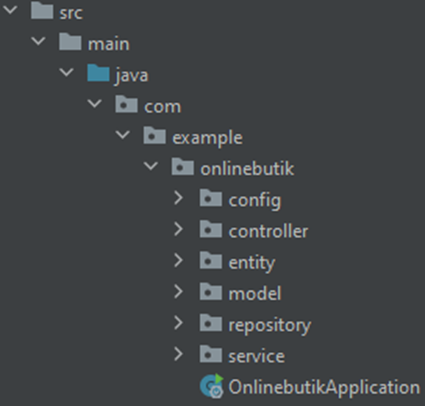 src
main
java
com
example
onlinebutik
config
controller
entity
model
repository
service
OnlinebutikApplication